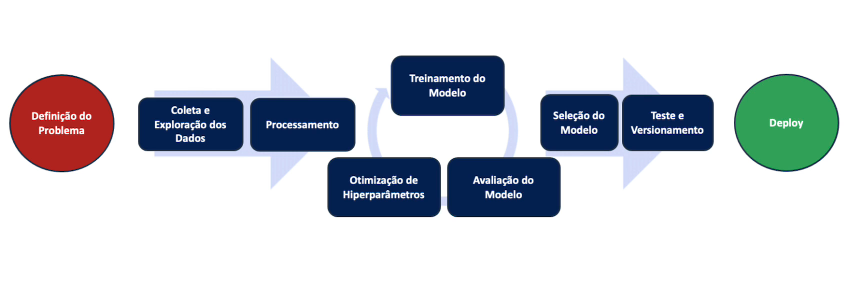 Definição do
Problema
Coleta e
Exploração dos
Dados
Processamento
Treinamento do
Modelo
Otimização de
Hiperparâmetros
Avaliação do
Modelo
Seleção do
Modelo
Teste e
Versionamento
Deploy